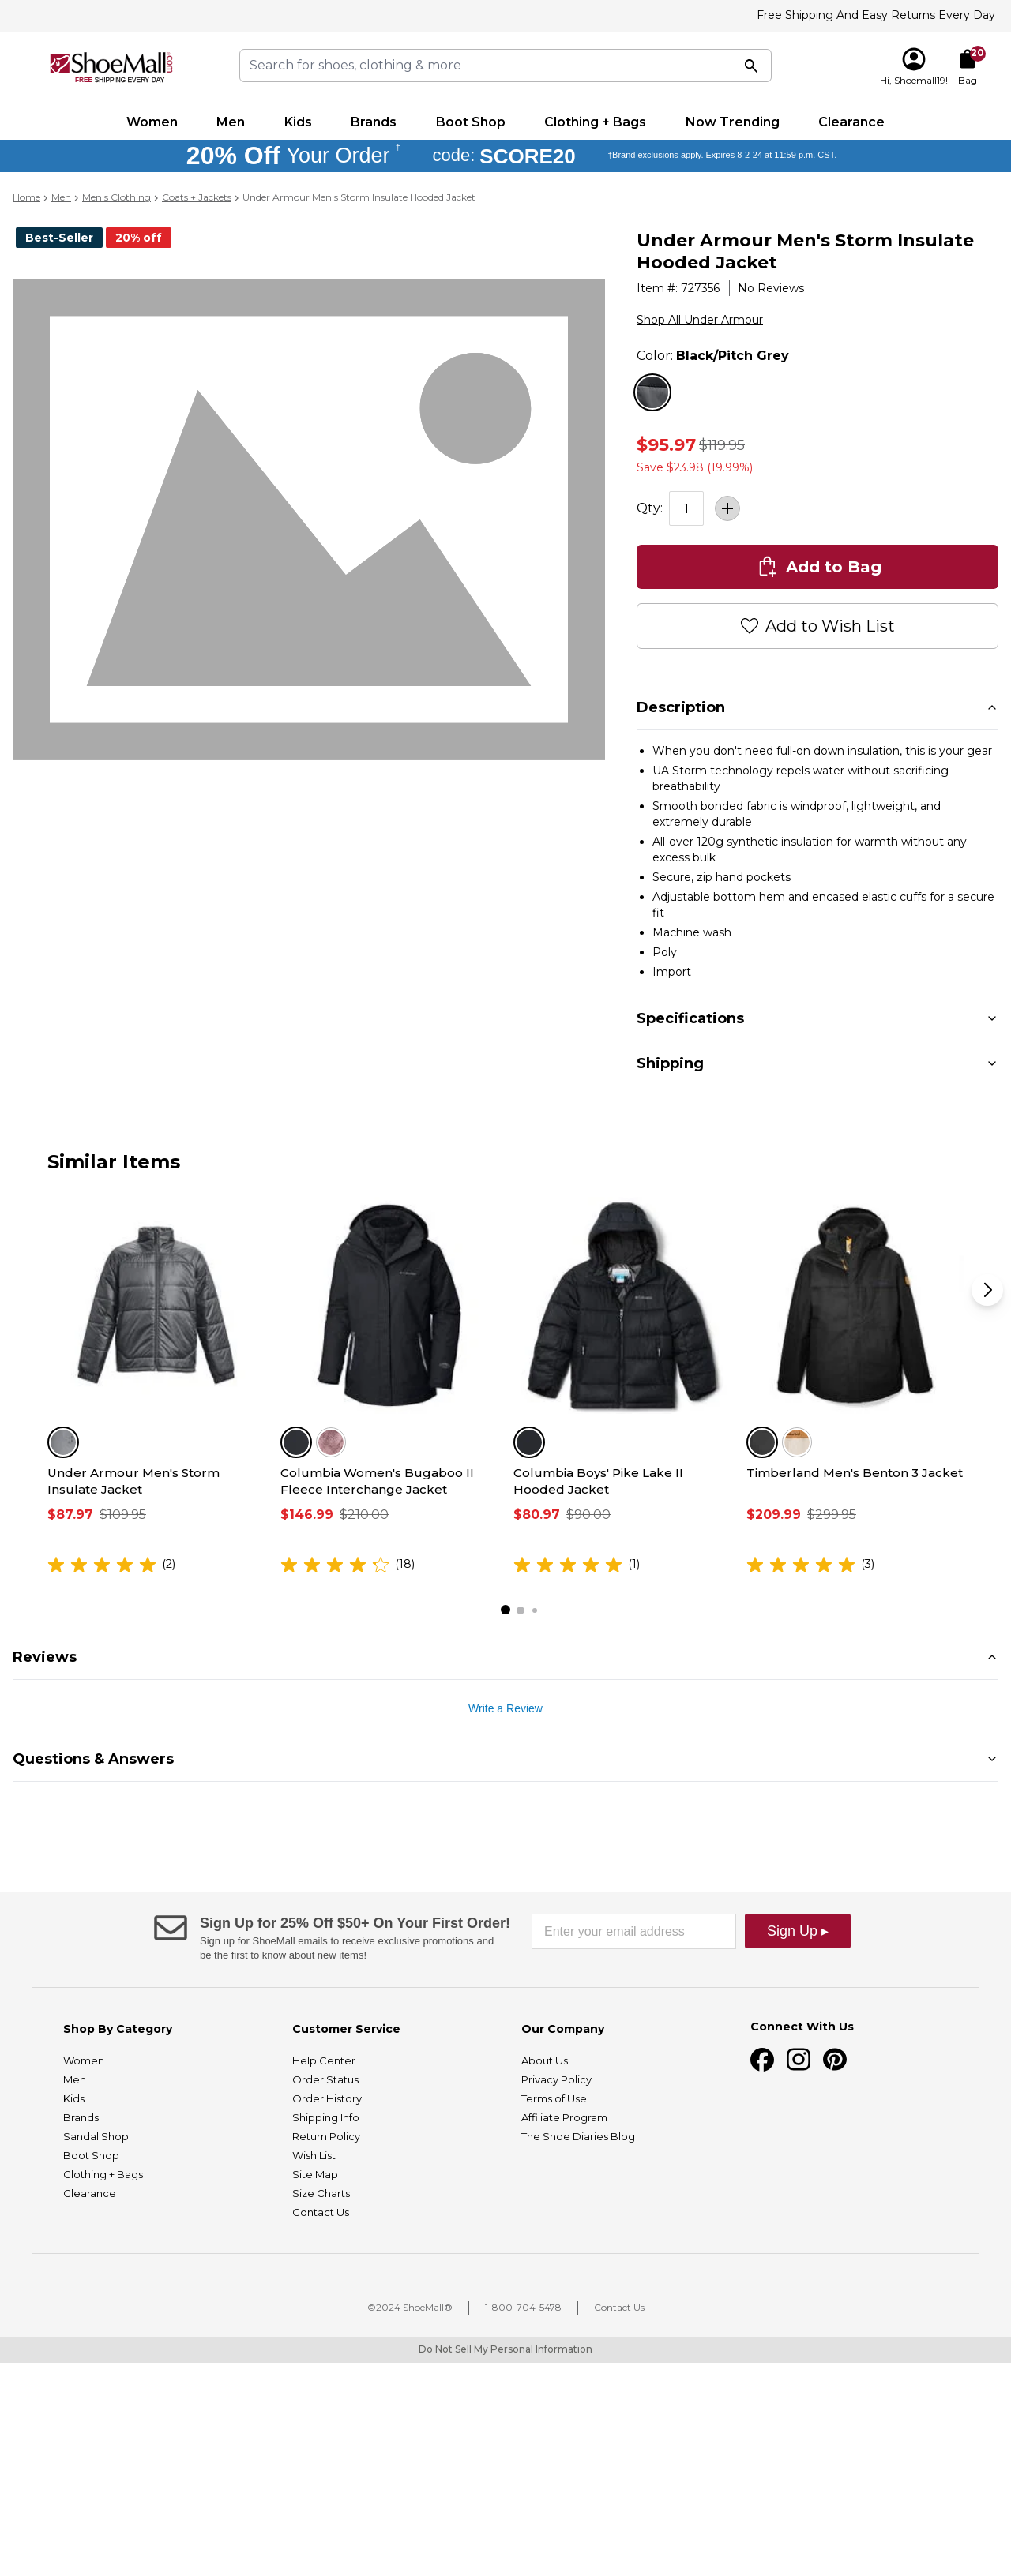 Free Shipping And Easy Returns Every Day
ShoeMall.com
FREE SHIPPING EVERY DAY
Search for shoes, clothing & more
Hi, Shoemall19!
20
Bag
Women Men Kids Brands Boot Shop Clothing + Bags Now Trending Clearance
20% Off Your Order † code: SCORE20 †Brand exclusions apply. Expires 8-2-24 at 11:59 p.m. CST.
Home > Men > Men's Clothing > Coats + Jackets > Under Armour Men's Storm Insulate Hooded Jacket
Best-Seller 20% off
Under Armour Men's Storm Insulate
Hooded Jacket
Item #: 727356 | No Reviews
Shop All Under Armour
Color: Black/Pitch Grey
$95.97 $119.95
Save $23.98 (19.99%)
Qty: 1 +
Add to Bag
Add to Wish List
Description
• When you don't need full-on down insulation, this is your gear
• UA Storm technology repels water without sacrificing
breathability
• Smooth bonded fabric is windproof, lightweight, and
extremely durable
• All-over 120g synthetic insulation for warmth without any
excess bulk
• Secure, zip hand pockets
• Adjustable bottom hem and encased elastic cuffs for a secure
fit
• Machine wash
• Poly
• Import
Specifications
Shipping
Similar Items
Under Armour Men's Storm
Insulate Jacket
$87.97 $109.95
(2)
Columbia Women's Bugaboo II
Fleece Interchange Jacket
$146.99 $210.00
(18)
Columbia Boys' Pike Lake II
Hooded Jacket
$80.97 $90.00
(1)
Timberland Men's Benton 3 Jacket
$209.99 $299.95
(3)
Reviews
Write a Review
Questions & Answers
Sign Up for 25% Off $50+ On Your First Order!
Sign up for ShoeMall emails to receive exclusive promotions and
be the first to know about new items!
Enter your email address
Sign Up ▸
Shop By Category
Women
Men
Kids
Brands
Sandal Shop
Boot Shop
Clothing + Bags
Clearance
Customer Service
Help Center
Order Status
Order History
Shipping Info
Return Policy
Wish List
Site Map
Size Charts
Contact Us
Our Company
About Us
Privacy Policy
Terms of Use
Affiliate Program
The Shoe Diaries Blog
Connect With Us
©2024 ShoeMall® | 1-800-704-5478 | Contact Us
Do Not Sell My Personal Information